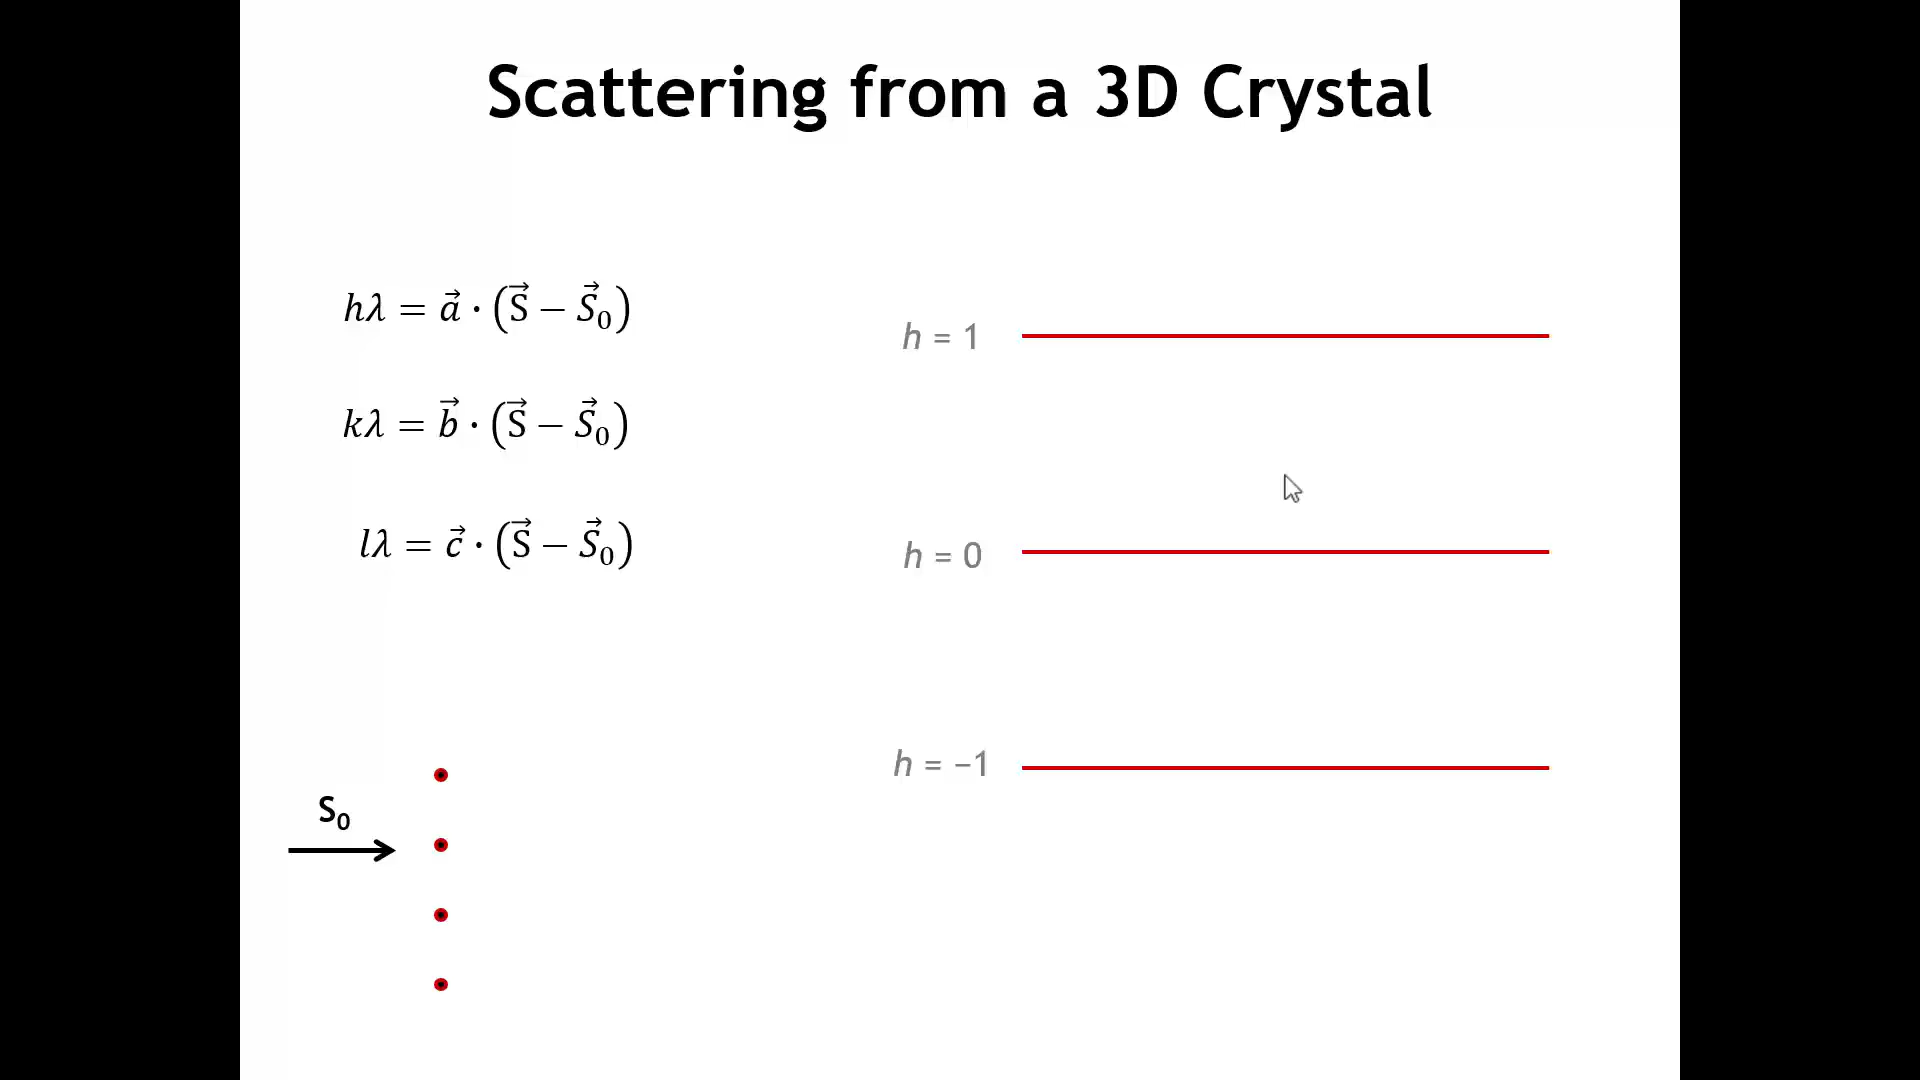 Scattering from a 3D Crystal
hλ = a⃗ · (S⃗ − S⃗₀)
kλ = b⃗ · (S⃗ − S⃗₀)
lλ = c⃗ · (S⃗ − S⃗₀)
h = 1
h = 0
h = −1
S₀